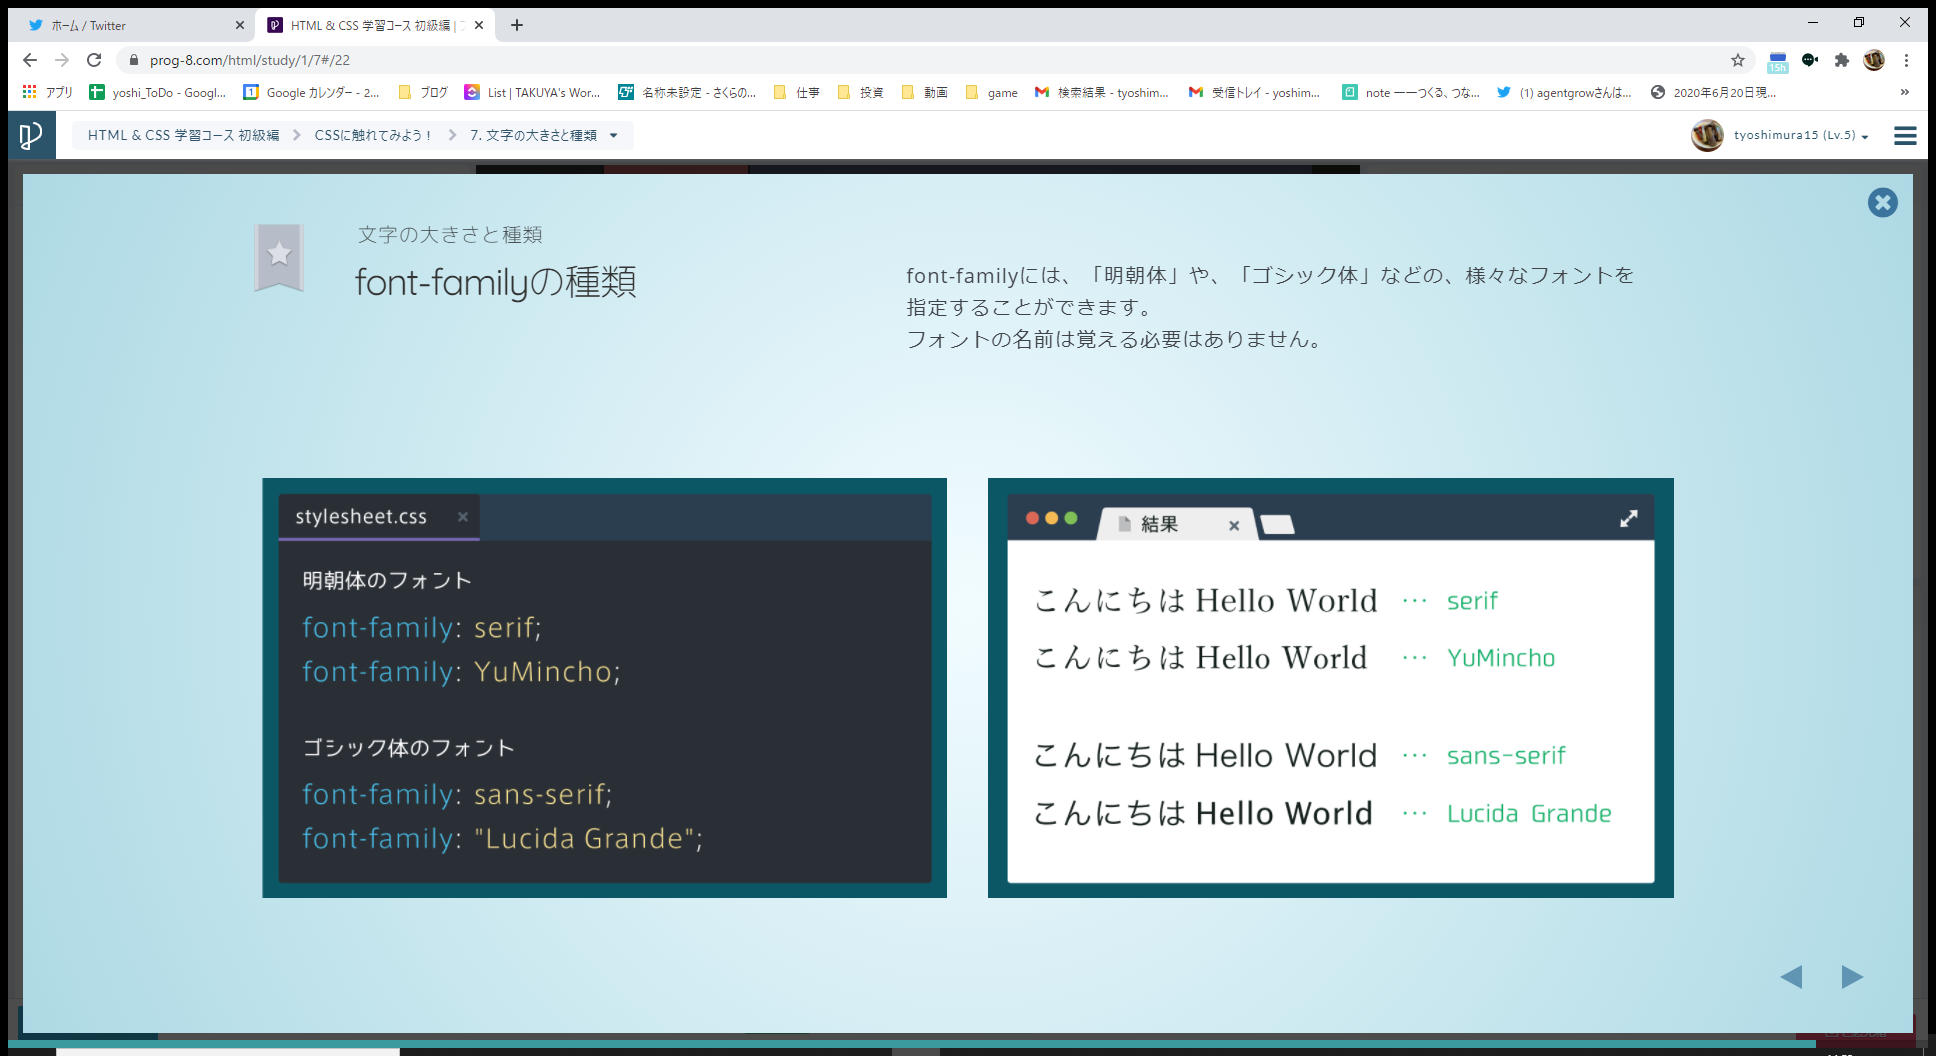 ホーム / Twitter
HTML & CSS 学習コース 初級編 |
prog-8.com/html/study/1/7#/22
15h
アプリ
yoshi_ToDo - Googl...
Google カレンダー - 2...
ブログ
List | TAKUYA's Wor...
名称未設定 - さくらの...
仕事
投資
動画
game
検索結果 - tyoshim...
受信トレイ - yoshim...
note ーーつくる、つな...
(1) agentgrowさんは...
2020年6月20日現...
HTML & CSS 学習コース 初級編
CSSに触れてみよう！
7. 文字の大きさと種類
tyoshimura15 (Lv.5)
文字の大きさと種類
font-familyの種類
font-familyには、「明朝体」や、「ゴシック体」などの、様々なフォントを
指定することができます。
フォントの名前は覚える必要はありません。
stylesheet.css
明朝体のフォント
font-family: serif;
font-family: YuMincho;
ゴシック体のフォント
font-family: sans-serif;
font-family: "Lucida Grande";
結果
こんにちは Hello World ··· serif
こんにちは Hello World ··· YuMincho
こんにちは Hello World ··· sans-serif
こんにちは Hello World ··· Lucida Grande